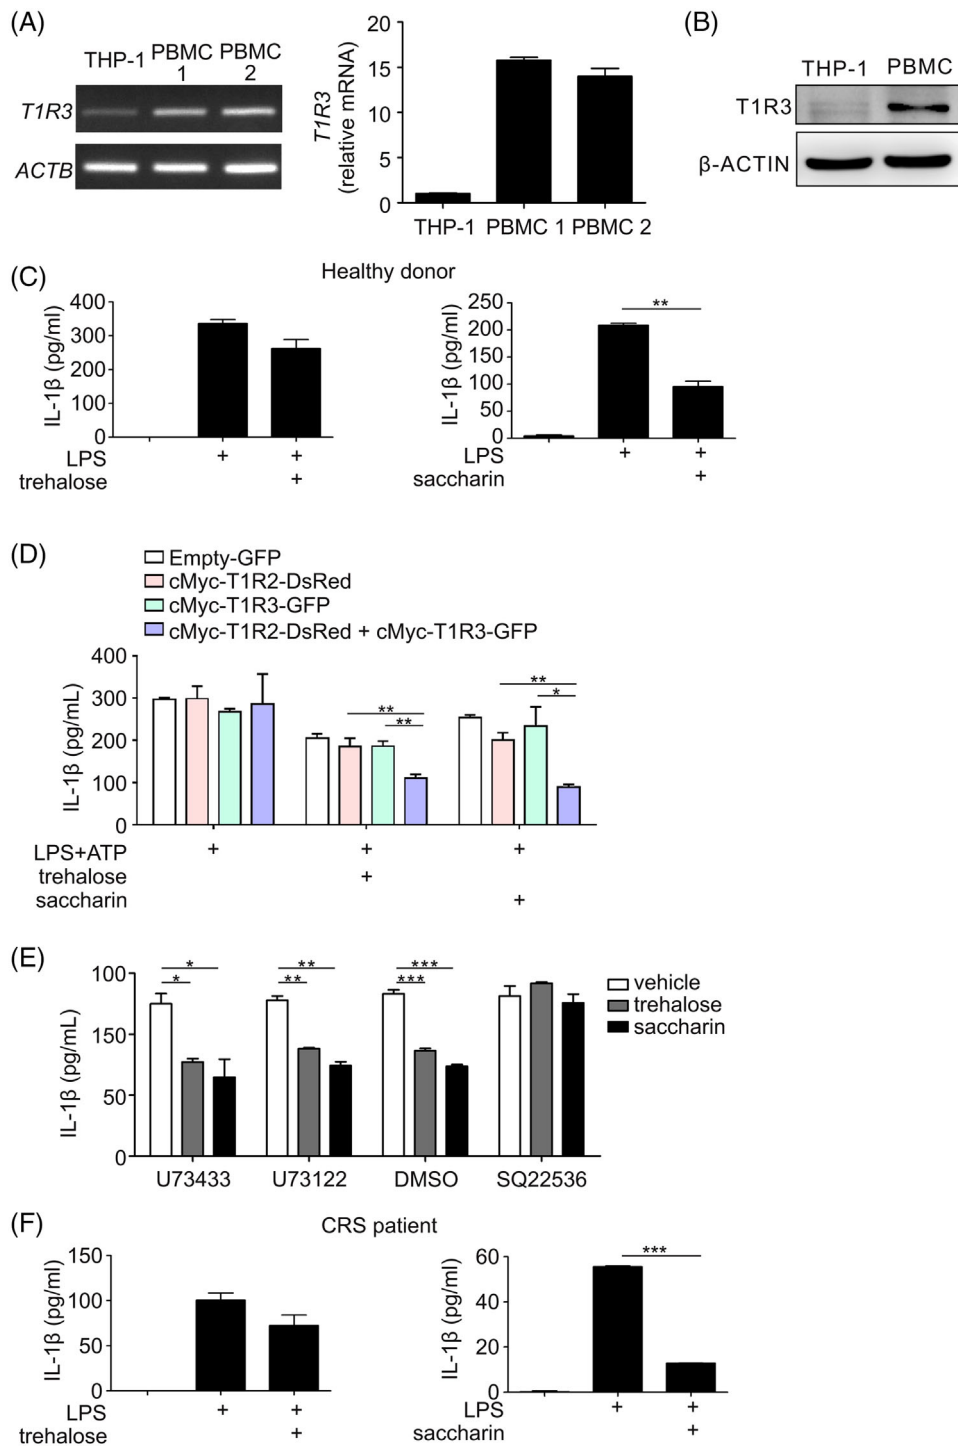 (A)
THP-1 PBMC 1 PBMC 2
T1R3
ACTB
T1R3
(relative mRNA)
20
15
10
5
0
THP-1 PBMC 1 PBMC 2
(B)
THP-1 PBMC
T1R3
β-ACTIN
(C)
Healthy donor
IL-1β (pg/ml)
400
300
200
100
0
LPS + +
trehalose +
IL-1β (pg/ml)
250
200
150
100
50
0
**
LPS + +
saccharin +
(D)
Empty-GFP
cMyc-T1R2-DsRed
cMyc-T1R3-GFP
cMyc-T1R2-DsRed + cMyc-T1R3-GFP
IL-1β (pg/mL)
400
300
200
100
0
**
**
**
*
LPS+ATP + + +
trehalose +
saccharin +
(E)
IL-1β (pg/mL)
100
150
50
0
* ** ***
* ** ***
vehicle
trehalose
saccharin
U73433 U73122 DMSO SQ22536
(F)
CRS patient
IL-1β (pg/ml)
150
100
50
0
LPS + +
trehalose +
IL-1β (pg/ml)
60
40
20
0
***
LPS + +
saccharin +